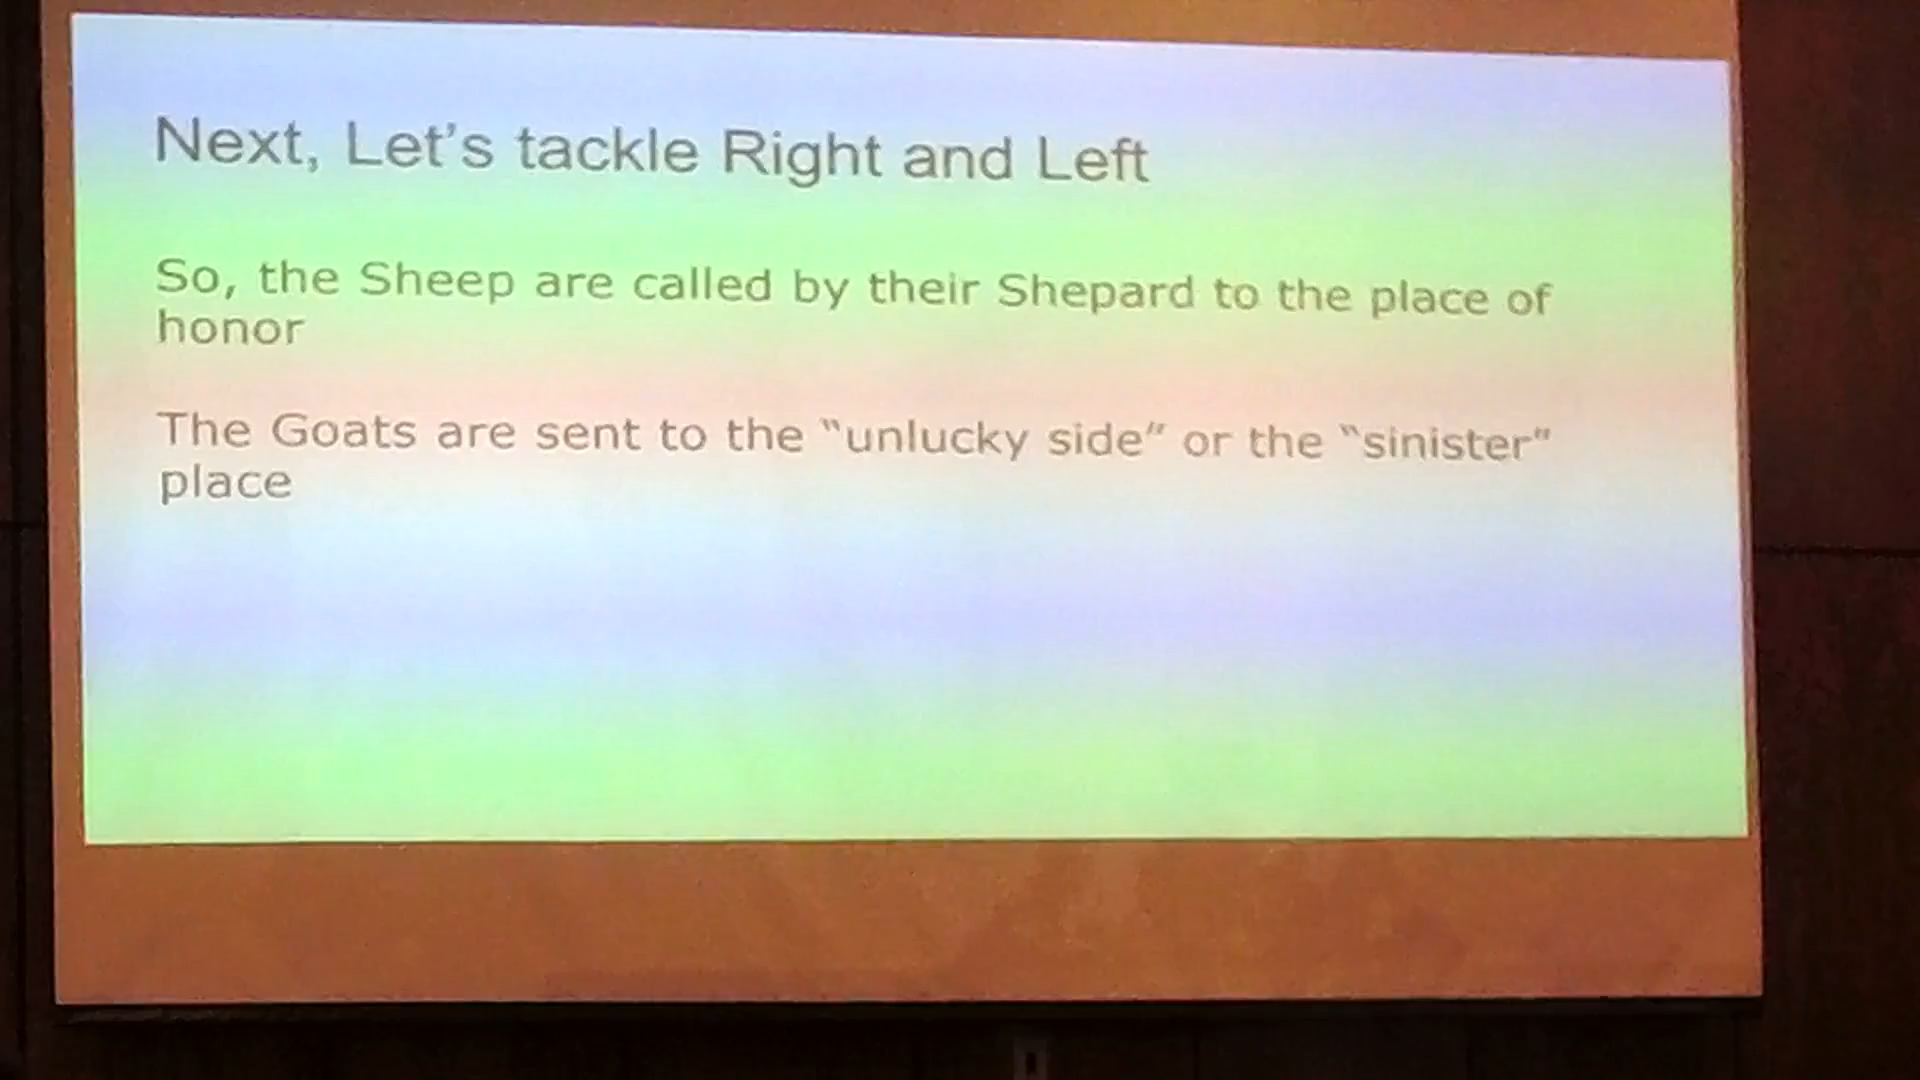 Next, Let’s tackle Right and Left
So, the Sheep are called by their Shepard to the place of
honor
The Goats are sent to the “unlucky side” or the “sinister”
place